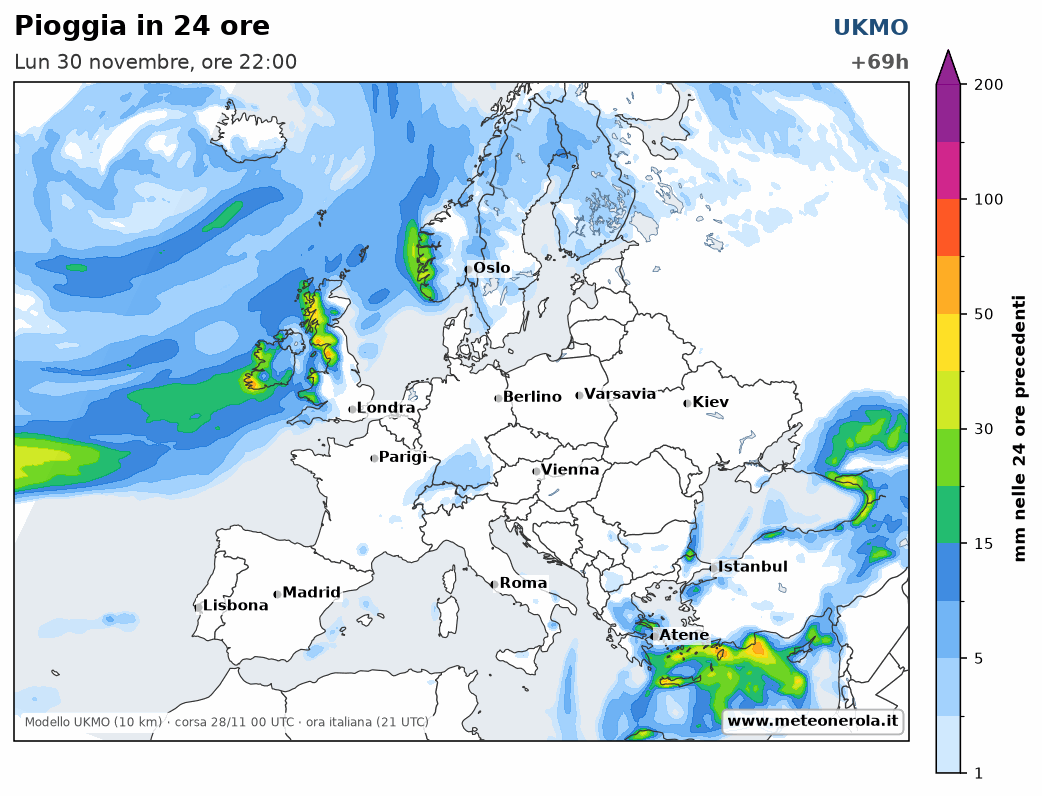 Pioggia in 24 ore
UKMO
Lun 30 novembre, ore 22:00
+69h
200
100
50
30
15
5
1
mm nelle 24 ore precedenti
Oslo
Londra
Berlino
Varsavia
Kiev
Parigi
Vienna
Istanbul
Roma
Madrid
Lisbona
Atene
Modello UKMO (10 km) · corsa 28/11 00 UTC · ora italiana (21 UTC)
www.meteonerola.it